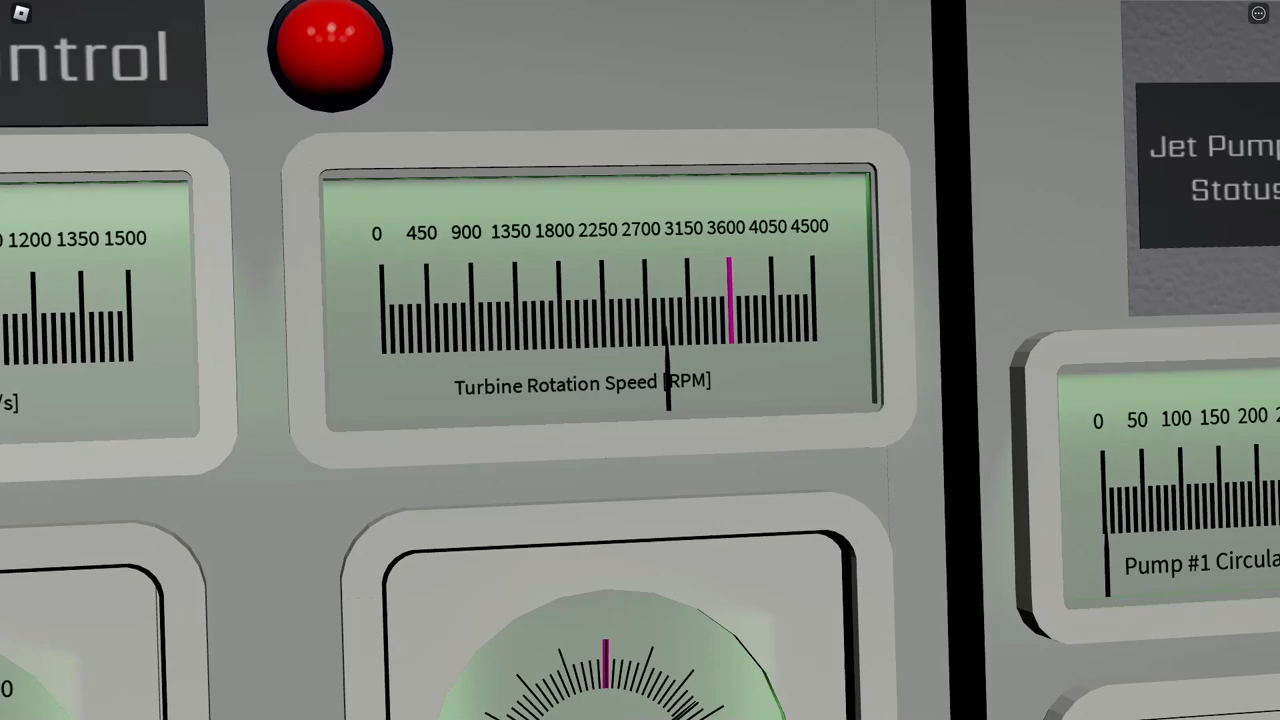 ntrol
Jet Pump
Status
0 450 900 1350 1800 2250 2700 3150 3600 4050 4500
1200 1350 1500
Turbine Rotation Speed [RPM]
/s]
0 50 100 150 200
Pump #1 Circula
0